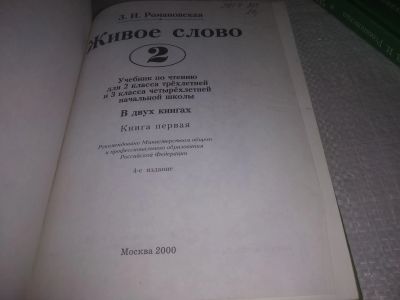 З. И. Романовская
Живое слово
2
Учебник по чтению
для 2 класса трёхлетней
и 3 класса четырёхлетней
начальной школы
В двух книгах
Книга первая
Рекомендовано Министерством общего
и профессионального образования
Российской Федерации
4-е издание
Москва 2000